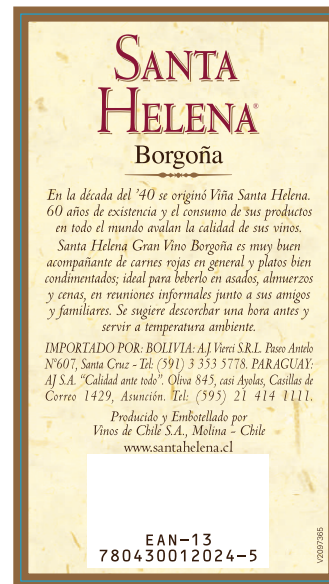 SANTA
HELENA®
Borgoña
En la década del '40 se originó Viña Santa Helena.
60 años de existencia y el consumo de sus productos
en todo el mundo avalan la calidad de sus vinos.
Santa Helena Gran Vino Borgoña es muy buen
acompañante de carnes rojas en general y platos bien
condimentados; ideal para beberlo en asados, almuerzos
y cenas, en reuniones informales junto a sus amigos
y familiares. Se sugiere descorchar una hora antes y
servir a temperatura ambiente.
IMPORTADO POR: BOLIVIA: A.J. Vierci S.R.L. Paseo Antelo
Nº607, Santa Cruz - Tel: (591) 3 353 5778. PARAGUAY:
AJ S.A. “Calidad ante todo”. Oliva 845, casi Ayolas, Casillas de
Correo 1429, Asunción. Tel: (595) 21 414 1111.
Producido y Embotellado por
Vinos de Chile S.A., Molina - Chile
www.santahelena.cl
EAN-13
780430012024-5
V2097365